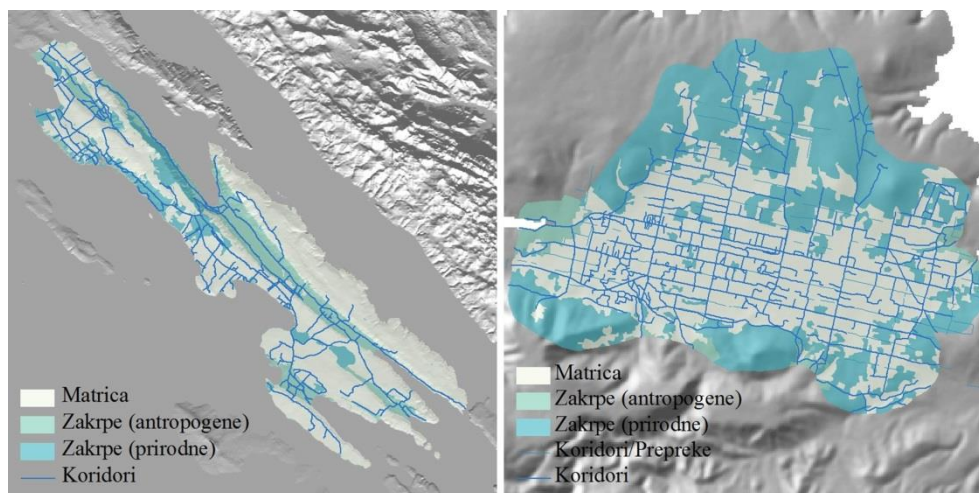 Matrica
Zakrpe (antropogene)
Zakrpe (prirodne)
Koridori
Matrica
Zakrpe (antropogene)
Zakrpe (prirodne)
Koridori/Prepreke
Koridori